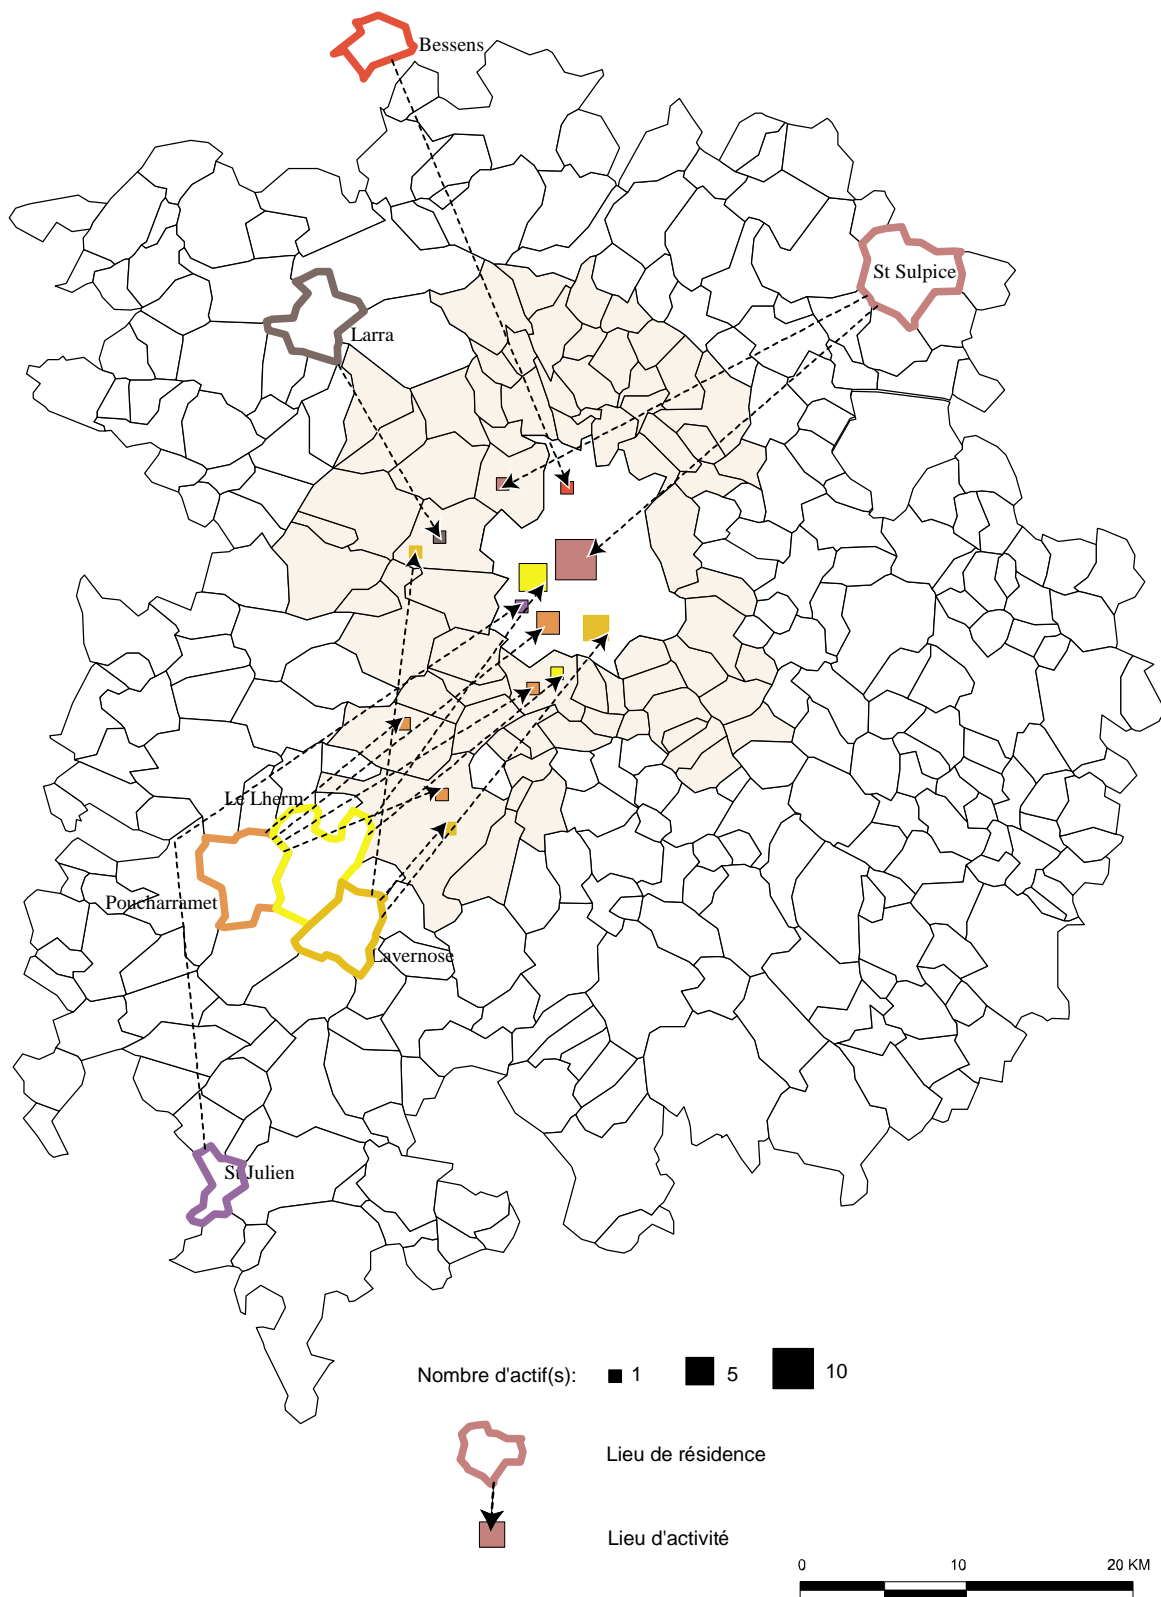 Bessens
St Sulpice
Larra
Le Lherm
Poucharramet
Lavernose
St Julien
Nombre d'actif(s): 1 5 10
Lieu de résidence
Lieu d'activité
0 10 20 KM